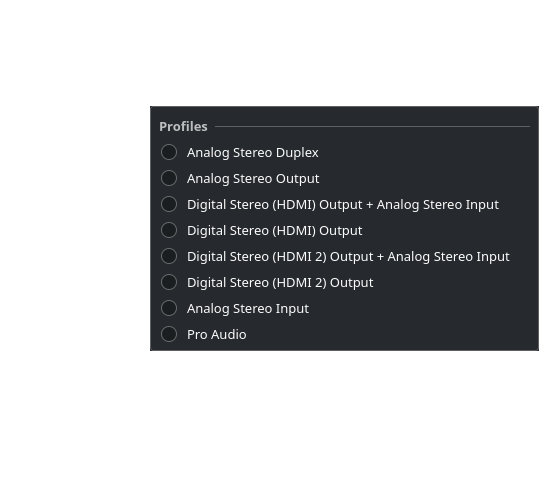 Profiles
Analog Stereo Duplex
Analog Stereo Output
Digital Stereo (HDMI) Output + Analog Stereo Input
Digital Stereo (HDMI) Output
Digital Stereo (HDMI 2) Output + Analog Stereo Input
Digital Stereo (HDMI 2) Output
Analog Stereo Input
Pro Audio